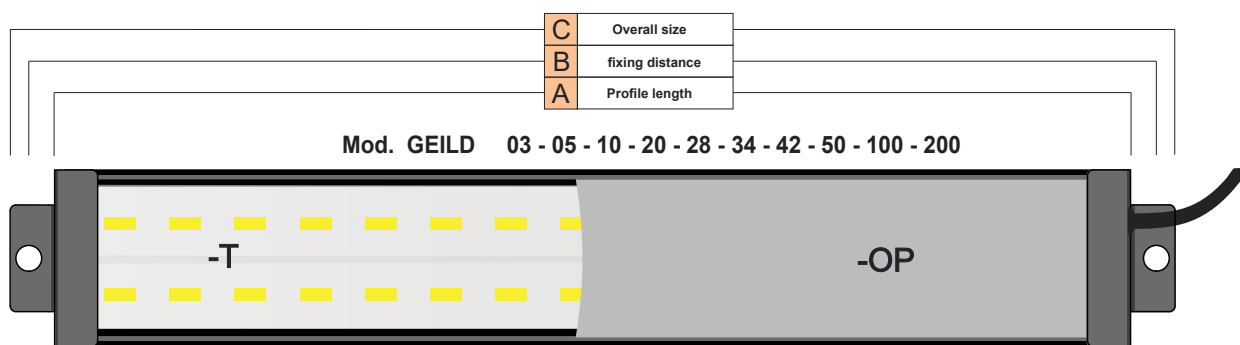 C Overall size
B fixing distance
A Profile length
Mod. GEILD 03 - 05 - 10 - 20 - 28 - 34 - 42 - 50 - 100 - 200
-T -OP